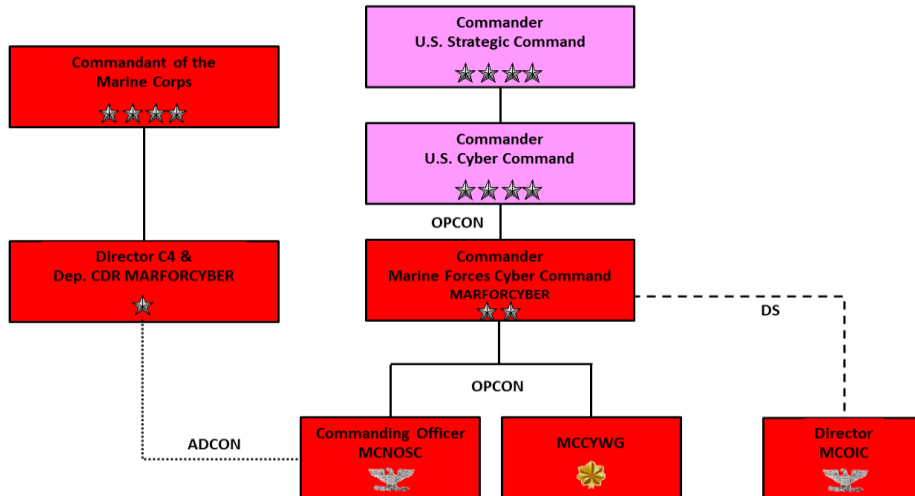 Commander
U.S. Strategic Command
Commandant of the
Marine Corps
Commander
U.S. Cyber Command
OPCON
Director C4 &
Dep. CDR MARFORCYBER
Commander
Marine Forces Cyber Command
MARFORCYBER
DS
OPCON
ADCON
Commanding Officer
MCNOSC
MCCYWG
Director
MCOIC